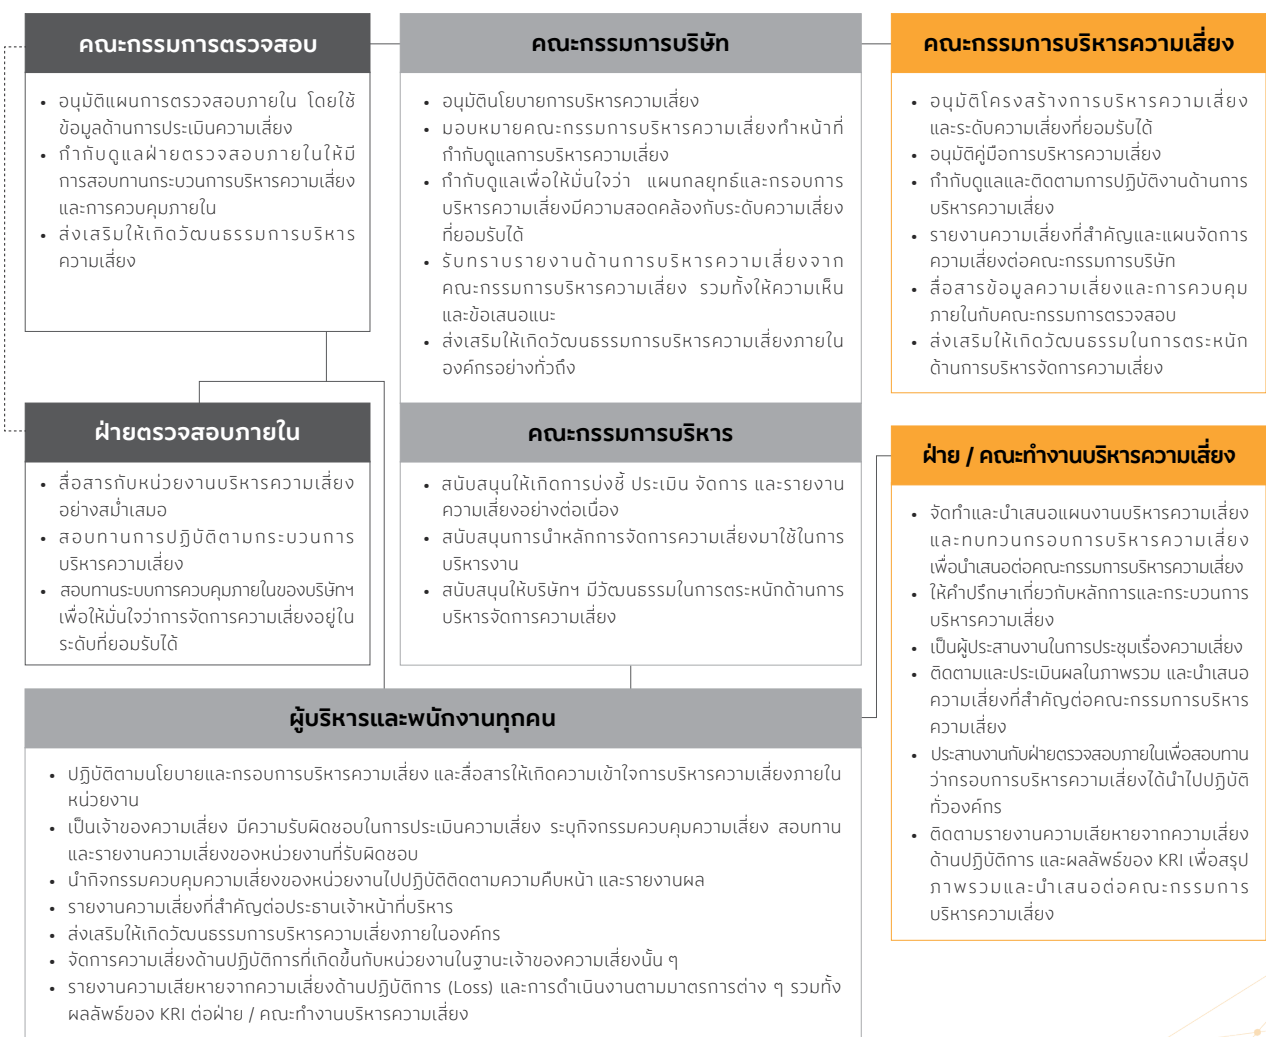 คณะกรรมการตรวจสอบ
• อนุมัติแผนการตรวจสอบภายใน โดยใช้
ข้อมูลด้านการประเมินความเสี่ยง
• กำกับดูแลฝ่ายตรวจสอบภายในให้มี
การสอบทานกระบวนการบริหารความเสี่ยง
และการควบคุมภายใน
• ส่งเสริมให้เกิดวัฒนธรรมการบริหาร
ความเสี่ยง
คณะกรรมการบริษัท
• อนุมัตินโยบายการบริหารความเสี่ยง
• มอบหมายคณะกรรมการบริหารความเสี่ยงทำหน้าที่
กำกับดูแลการบริหารความเสี่ยง
• กำกับดูแลเพื่อให้มั่นใจว่า แผนกลยุทธ์และกรอบการ
บริหารความเสี่ยงมีความสอดคล้องกับระดับความเสี่ยง
ที่ยอมรับได้
• รับทราบรายงานด้านการบริหารความเสี่ยงจาก
คณะกรรมการบริหารความเสี่ยง รวมทั้งให้ความเห็น
และข้อเสนอแนะ
• ส่งเสริมให้เกิดวัฒนธรรมการบริหารความเสี่ยงภายใน
องค์กรอย่างทั่วถึง
คณะกรรมการบริหารความเสี่ยง
• อนุมัติโครงสร้างการบริหารความเสี่ยง
และระดับความเสี่ยงที่ยอมรับได้
• อนุมัติคู่มือการบริหารความเสี่ยง
• กำกับดูแลและติดตามการปฏิบัติงานด้านการ
บริหารความเสี่ยง
• รายงานความเสี่ยงที่สำคัญและแผนจัดการ
ความเสี่ยงต่อคณะกรรมการบริษัท
• สื่อสารข้อมูลความเสี่ยงและการควบคุม
ภายในกับคณะกรรมการตรวจสอบ
• ส่งเสริมให้เกิดวัฒนธรรมในการตระหนัก
ด้านการบริหารจัดการความเสี่ยง
ฝ่ายตรวจสอบภายใน
• สื่อสารกับหน่วยงานบริหารความเสี่ยง
อย่างสม่ำเสมอ
• สอบทานการปฏิบัติตามกระบวนการ
บริหารความเสี่ยง
• สอบทานระบบการควบคุมภายในของบริษัทฯ
เพื่อให้มั่นใจว่าการจัดการความเสี่ยงอยู่ใน
ระดับที่ยอมรับได้
คณะกรรมการบริหาร
• สนับสนุนให้เกิดการบ่งชี้ ประเมิน จัดการ และรายงาน
ความเสี่ยงอย่างต่อเนื่อง
• สนับสนุนการนำหลักการจัดการความเสี่ยงมาใช้ในการ
บริหารงาน
• สนับสนุนให้บริษัทฯ มีวัฒนธรรมในการตระหนักด้านการ
บริหารจัดการความเสี่ยง
ฝ่าย / คณะทำงานบริหารความเสี่ยง
• จัดทำและนำเสนอแผนงานบริหารความเสี่ยง
และทบทวนกรอบการบริหารความเสี่ยง
เพื่อนำเสนอต่อคณะกรรมการบริหารความเสี่ยง
• ให้คำปรึกษาเกี่ยวกับหลักการและกระบวนการ
บริหารความเสี่ยง
• เป็นผู้ประสานงานในการประชุมเรื่องความเสี่ยง
• ติดตามและประเมินผลในภาพรวม และนำเสนอ
ความเสี่ยงที่สำคัญต่อคณะกรรมการบริหาร
ความเสี่ยง
• ประสานงานกับฝ่ายตรวจสอบภายในเพื่อสอบทาน
ว่ากรอบการบริหารความเสี่ยงได้นำไปปฏิบัติ
ทั่วองค์กร
• ติดตามรายงานความเสียหายจากความเสี่ยง
ด้านปฏิบัติการ และผลลัพธ์ของ KRI เพื่อสรุป
ภาพรวมและนำเสนอต่อคณะกรรมการ
บริหารความเสี่ยง
ผู้บริหารและพนักงานทุกคน
• ปฏิบัติตามนโยบายและกรอบการบริหารความเสี่ยง และสื่อสารให้เกิดความเข้าใจการบริหารความเสี่ยงภายใน
หน่วยงาน
• เป็นเจ้าของความเสี่ยง มีความรับผิดชอบในการประเมินความเสี่ยง ระบุกิจกรรมควบคุมความเสี่ยง สอบทาน
และรายงานความเสี่ยงของหน่วยงานที่รับผิดชอบ
• นำกิจกรรมควบคุมความเสี่ยงของหน่วยงานไปปฏิบัติติดตามความคืบหน้า และรายงานผล
• รายงานความเสี่ยงที่สำคัญต่อประธานเจ้าหน้าที่บริหาร
• ส่งเสริมให้เกิดวัฒนธรรมการบริหารความเสี่ยงภายในองค์กร
• จัดการความเสี่ยงด้านปฏิบัติการที่เกิดขึ้นกับหน่วยงานในฐานะเจ้าของความเสี่ยงนั้น ๆ
• รายงานความเสียหายจากความเสี่ยงด้านปฏิบัติการ (Loss) และการดำเนินงานตามมาตรการต่าง ๆ รวมทั้ง
ผลลัพธ์ของ KRI ต่อฝ่าย / คณะทำงานบริหารความเสี่ยง